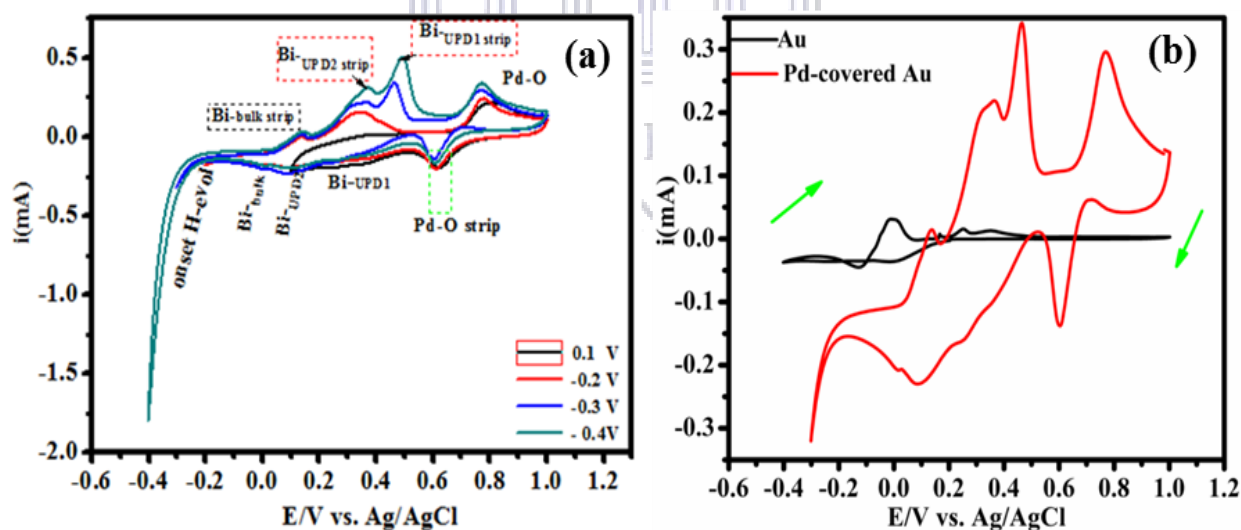 (a)
Bi-UPD1 strip
Bi-UPD2 strip
Pd-O
Bi-bulk strip
onset H-evol
Bi-bulk
Bi-UPD2
Bi-UPD1
Pd-O strip
0.1 V
-0.2 V
-0.3 V
- 0.4V
0.5
0.0
-0.5
-1.0
-1.5
-2.0
i(mA)
-0.6 -0.4 -0.2 0.0 0.2 0.4 0.6 0.8 1.0 1.2
E/V vs. Ag/AgCl
(b)
Au
Pd-covered Au
0.3
0.2
0.1
0.0
-0.1
-0.2
-0.3
i(mA)
-0.6 -0.4 -0.2 0.0 0.2 0.4 0.6 0.8 1.0 1.2
E/V vs. Ag/AgCl